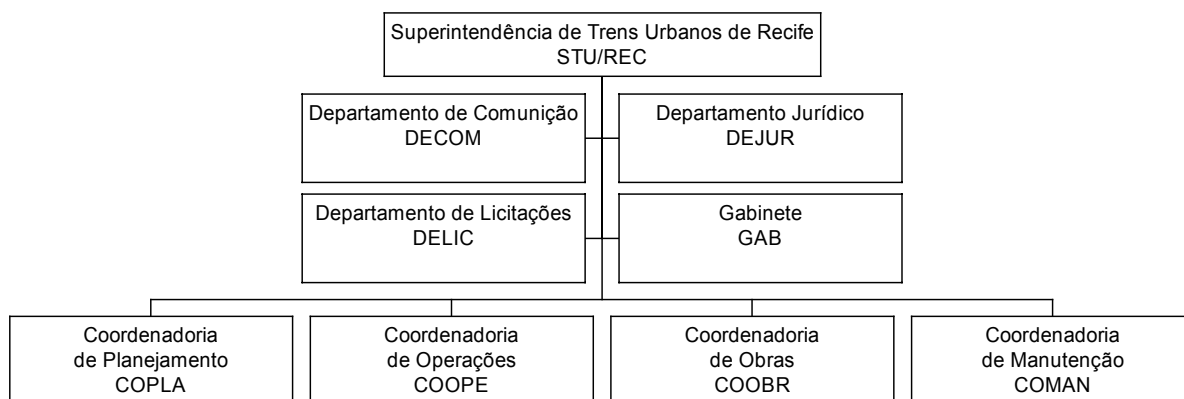 Superintendência de Trens Urbanos de Recife
STU/REC
Departamento de Comunição
DECOM
Departamento Jurídico
DEJUR
Departamento de Licitações
DELIC
Gabinete
GAB
Coordenadoria
de Planejamento
COPLA
Coordenadoria
de Operações
COOPE
Coordenadoria
de Obras
COOBR
Coordenadoria
de Manutenção
COMAN